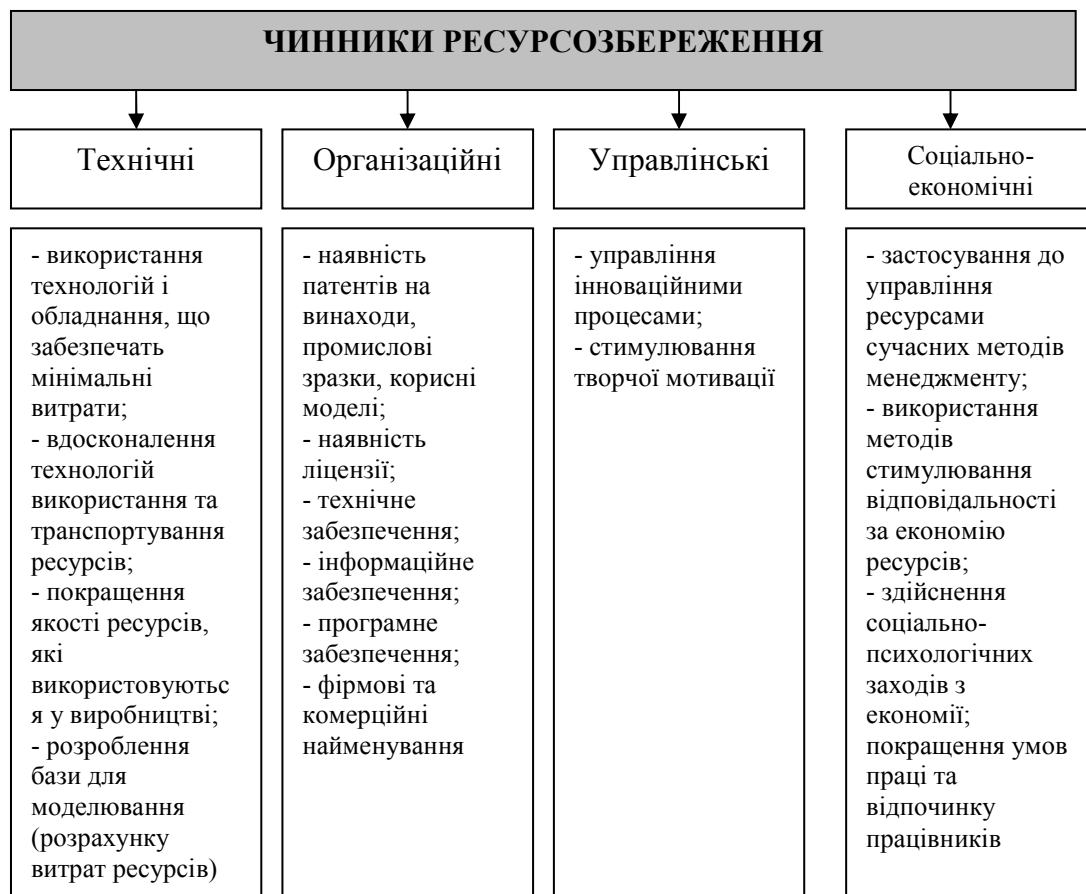 ЧИННИКИ РЕСУРСОЗБЕРЕЖЕННЯ
Технічні
Організаційні
Управлінські
Соціально-
економічні
- використання
технологій і
обладнання, що
забезпечать
мінімальні
витрати;
- вдосконалення
технологій
використання та
транспортування
ресурсів;
- покращення
якості ресурсів,
які
використовуютьс
я у виробництві;
- розроблення
бази для
моделювання
(розрахунку
витрат ресурсів)
- наявність
патентів на
винаходи,
промислові
зразки, корисні
моделі;
- наявність
ліцензії;
- технічне
забезпечення;
- інформаційне
забезпечення;
- програмне
забезпечення;
- фірмові та
комерційні
найменування
- управління
інноваційними
процесами;
- стимулювання
творчої мотивації
- застосування до
управління
ресурсами
сучасних методів
менеджменту;
- використання
методів
стимулювання
відповідальності
за економію
ресурсів;
- здійснення
соціально-
психологічних
заходів з
економії;
покращення умов
праці та
відпочинку
працівників